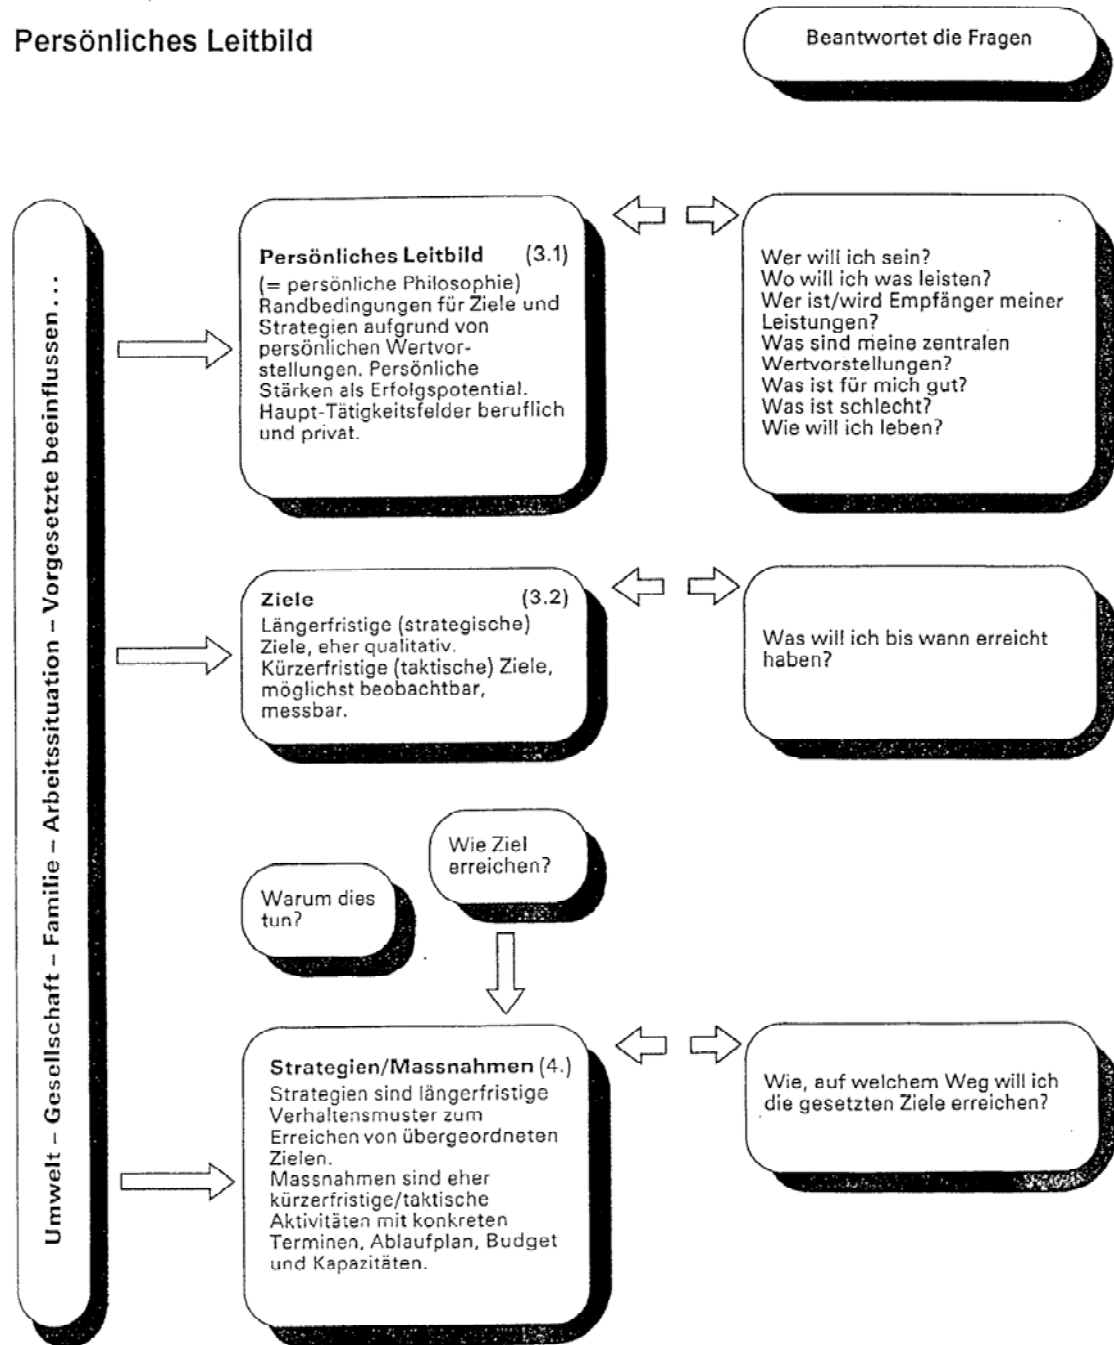 Persönliches Leitbild
Beantwortet die Fragen
Umwelt – Gesellschaft – Familie – Arbeitssituation – Vorgesetzte beeinflussen...
Persönliches Leitbild (3.1)
(= persönliche Philosophie)
Randbedingungen für Ziele und
Strategien aufgrund von
persönlichen Wertvor-
stellungen. Persönliche
Stärken als Erfolgspotential.
Haupt-Tätigkeitsfelder beruflich
und privat.
Wer will ich sein?
Wo will ich was leisten?
Wer ist/wird Empfänger meiner
Leistungen?
Was sind meine zentralen
Wertvorstellungen?
Was ist für mich gut?
Was ist schlecht?
Wie will ich leben?
Ziele (3.2)
Längerfristige (strategische)
Ziele, eher qualitativ.
Kürzerfristige (taktische) Ziele,
möglichst beobachtbar,
messbar.
Was will ich bis wann erreicht
haben?
Wie Ziel
erreichen?
Warum dies
tun?
Strategien/Massnahmen (4.)
Strategien sind längerfristige
Verhaltensmuster zum
Erreichen von übergeordneten
Zielen.
Massnahmen sind eher
kürzerfristige/taktische
Aktivitäten mit konkreten
Terminen, Ablaufplan, Budget
und Kapazitäten.
Wie, auf welchem Weg will ich
die gesetzten Ziele erreichen?